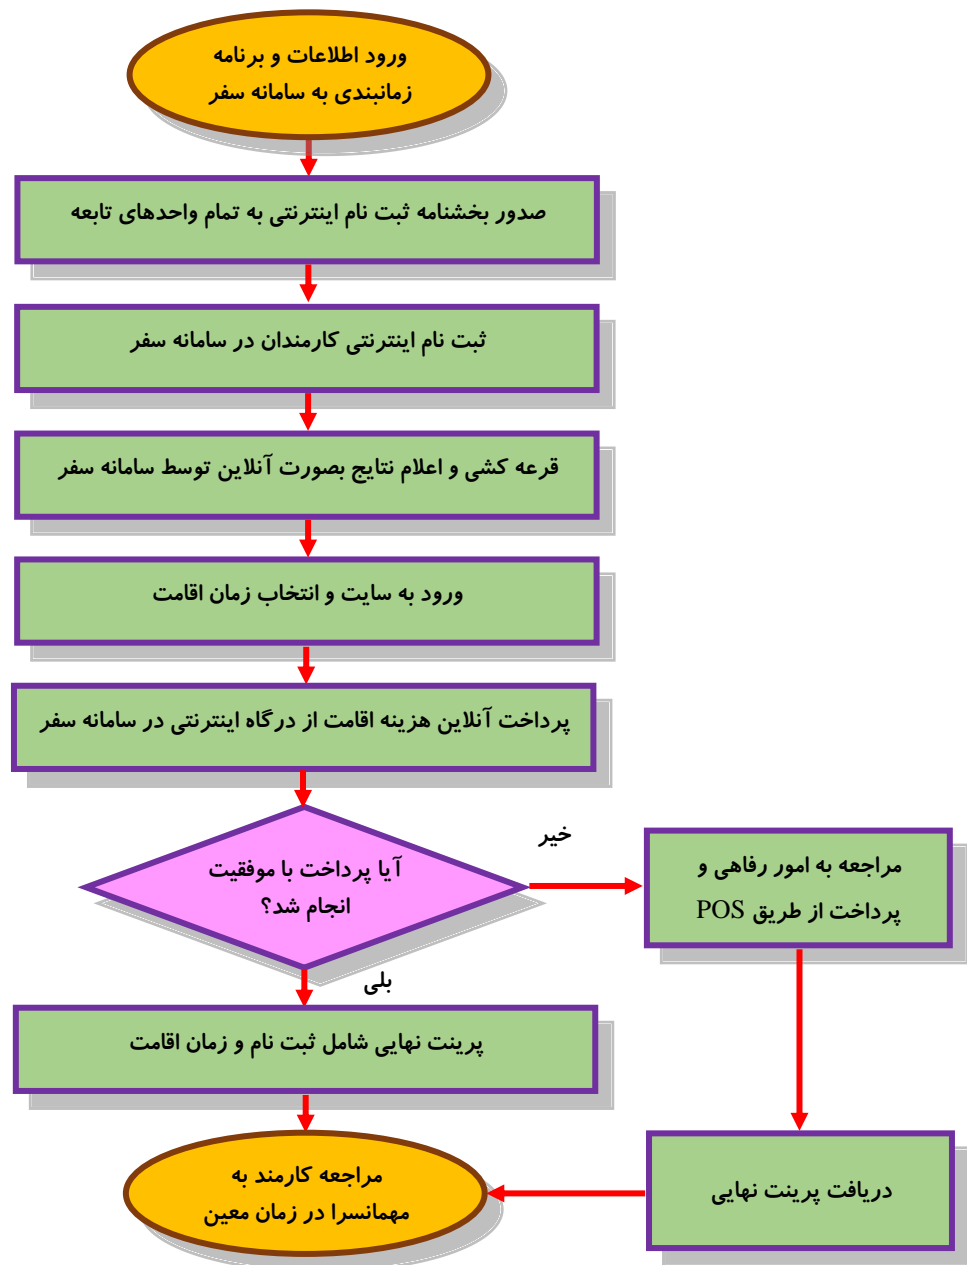 ورود اطلاعات و برنامه
زمانبندی به سامانه سفر
صدور بخشنامه ثبت نام اینترنتی به تمام واحدهای تابعه
ثبت نام اینترنتی کارمندان در سامانه سفر
قرعه کشی و اعلام نتایج بصورت آنلاین توسط سامانه سفر
ورود به سایت و انتخاب زمان اقامت
پرداخت آنلاین هزینه اقامت از درگاه اینترنتی در سامانه سفر
آیا پرداخت با موفقیت
انجام شد؟
خیر
مراجعه به امور رفاهی و
پرداخت از طریق POS
بلی
پرینت نهایی شامل ثبت نام و زمان اقامت
دریافت پرینت نهایی
مراجعه کارمند به
مهمانسرا در زمان معین